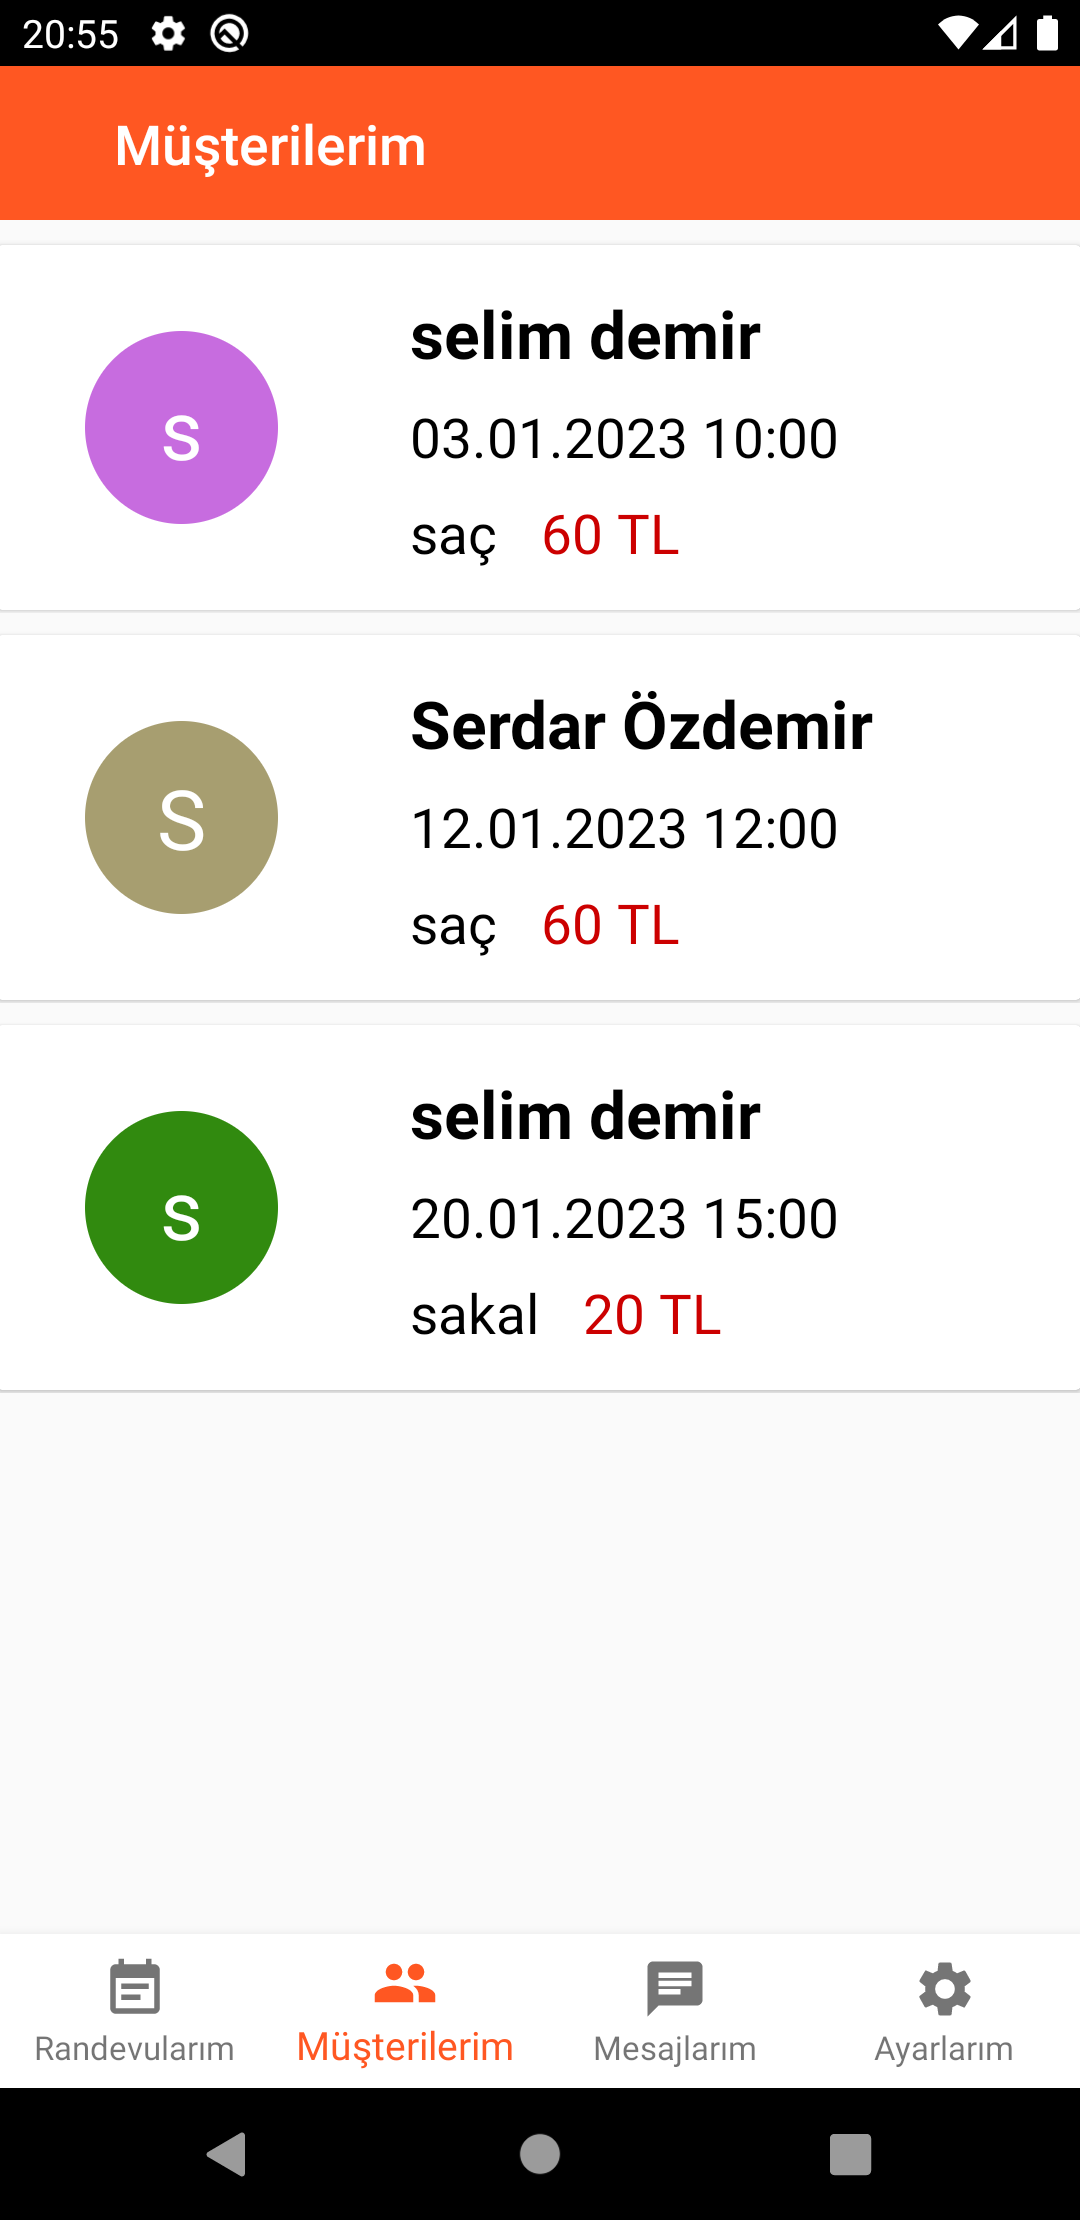 20:55
Müşterilerim
s
selim demir
03.01.2023 10:00
saç 60 TL
S
Serdar Özdemir
12.01.2023 12:00
saç 60 TL
s
selim demir
20.01.2023 15:00
sakal 20 TL
Randevularım Müşterilerim Mesajlarım Ayarlarım